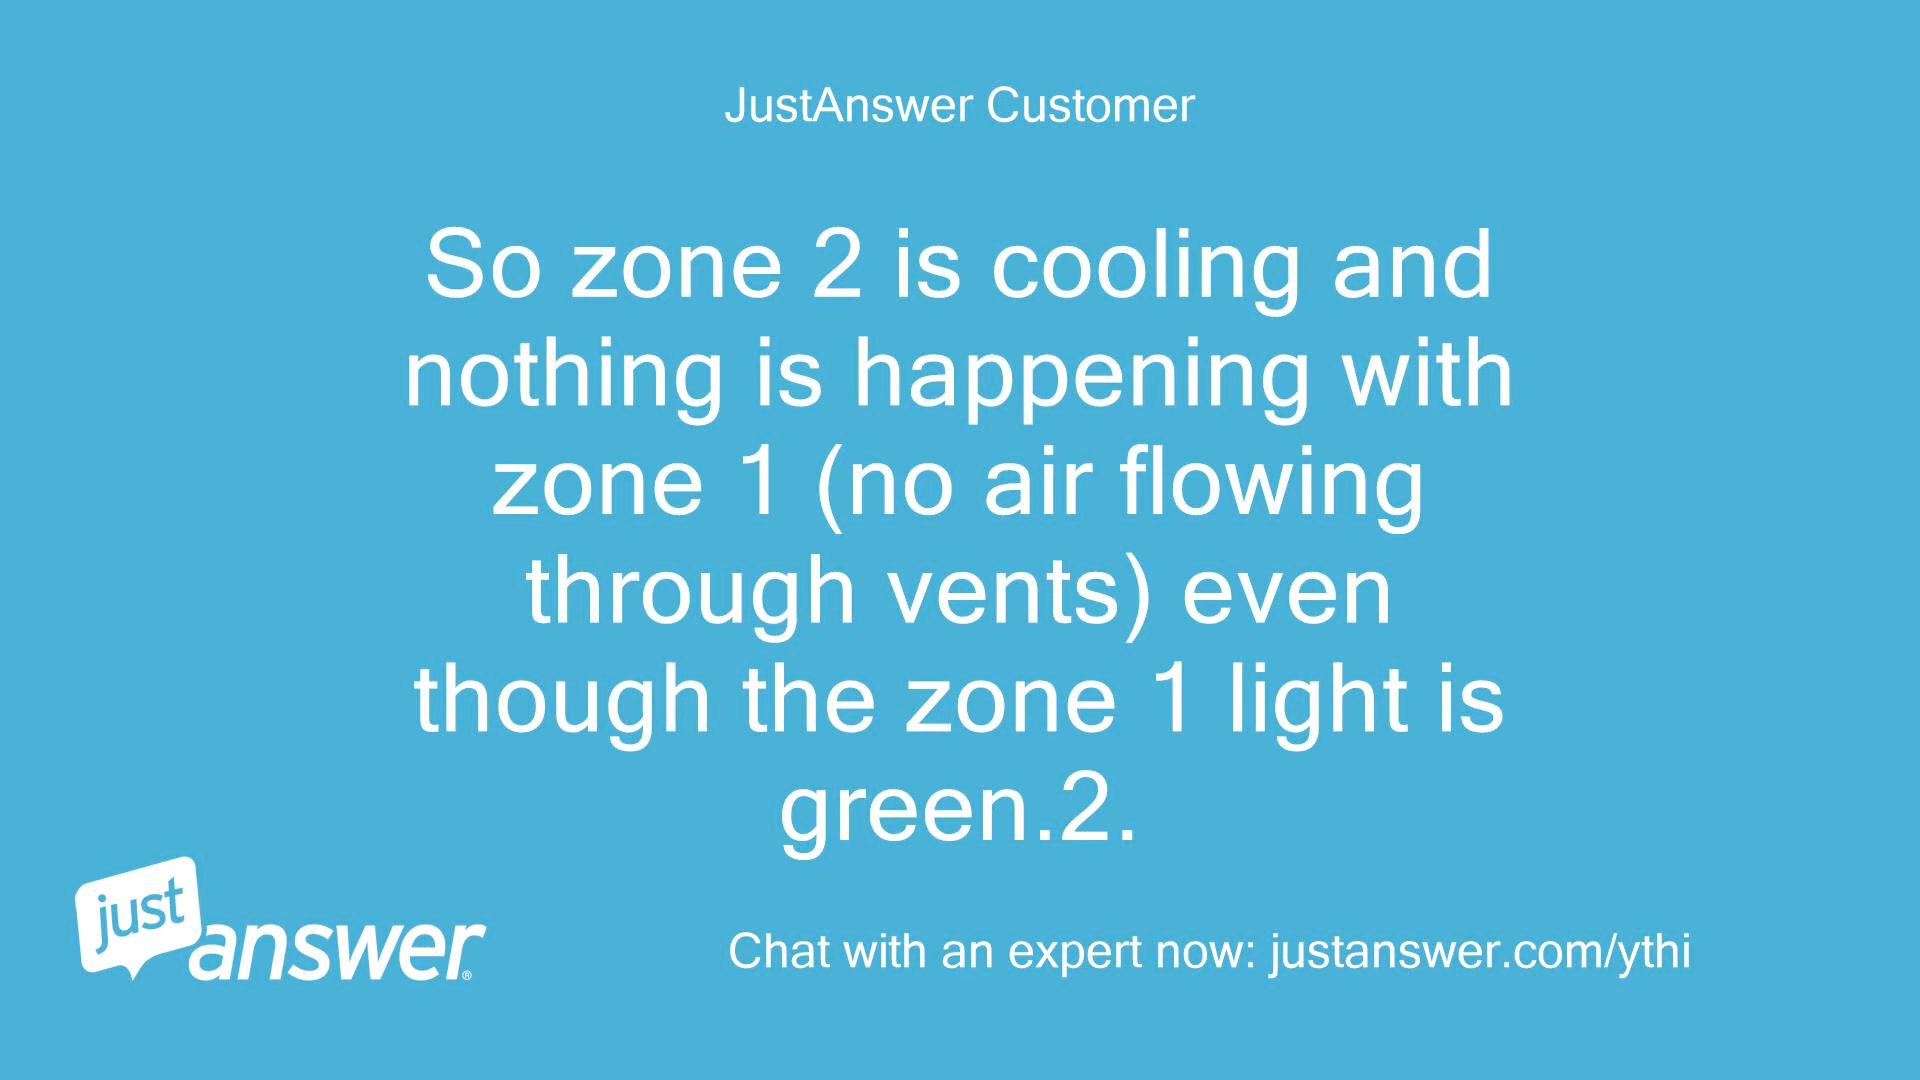 JustAnswer Customer
So zone 2 is cooling and
nothing is happening with
zone 1 (no air flowing
through vents) even
though the zone 1 light is
green.2.
just
answer®
Chat with an expert now: justanswer.com/ythi